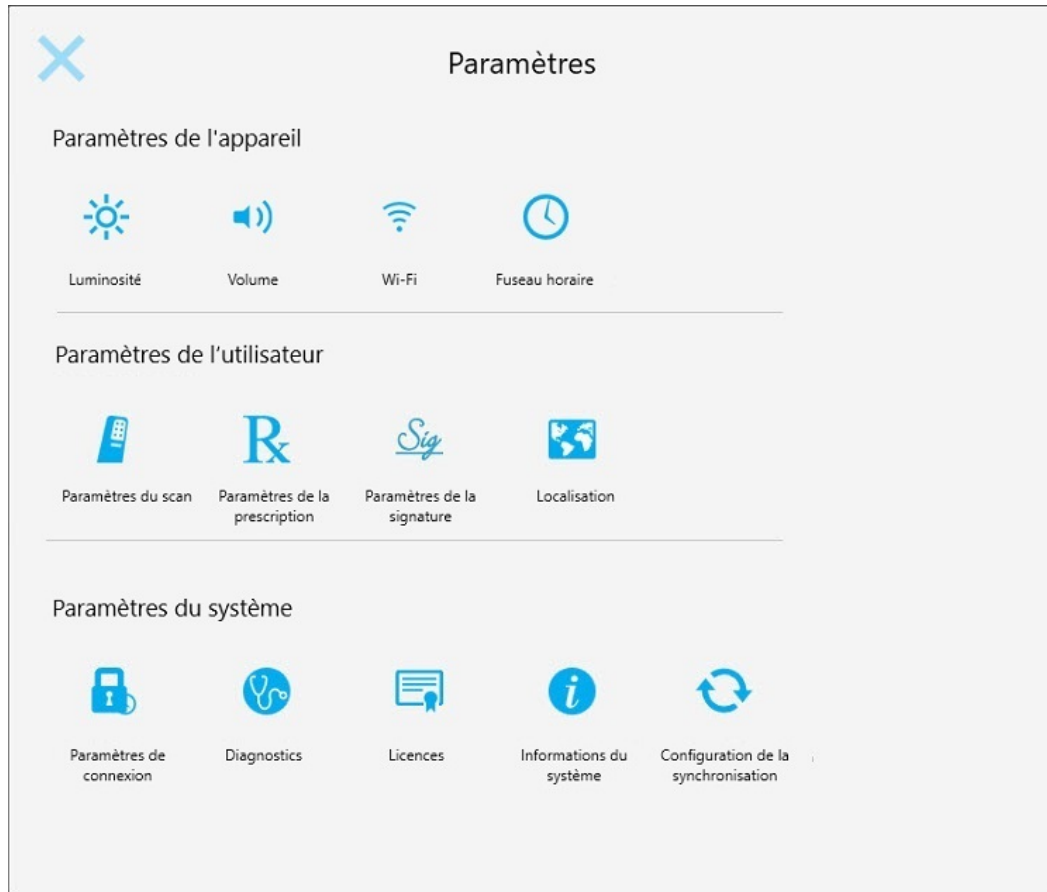 Paramètres
Paramètres de l'appareil
Luminosité
Volume
Wi-Fi
Fuseau horaire
Paramètres de l’utilisateur
Rx
Sig
Paramètres du scan
Paramètres de la
prescription
Paramètres de la
signature
Localisation
Paramètres du système
i
Paramètres de
connexion
Diagnostics
Licences
Informations du
système
Configuration de la
synchronisation